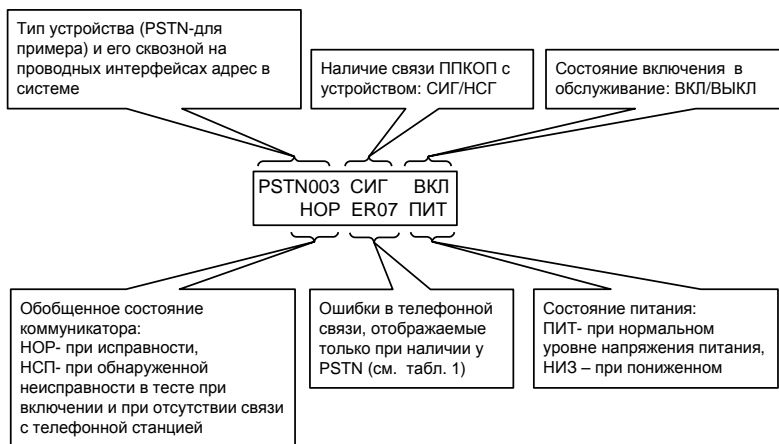 Тип устройства (PSTN-для
примера) и его сквозной на
проводных интерфейсах адрес в
системе
Наличие связи ППКОП с
устройством: СИГ/НСГ
Состояние включения в
обслуживание: ВКЛ/ВЫКЛ
PSTN003 СИГ ВКЛ
НОР ER07 ПИТ
Обобщенное состояние
коммуникатора:
НОР- при исправности,
НСП- при обнаруженной
неисправности в тесте при
включении и при отсутствии связи
с телефонной станцией
Ошибки в телефонной
связи, отображаемые
только при наличии у
PSTN (см. табл. 1)
Состояние питания:
ПИТ- при нормальном
уровне напряжения питания,
НИЗ – при пониженном